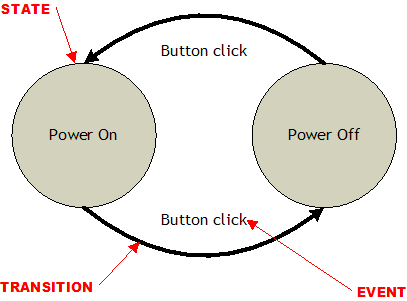 STATE
Button click
Power On
Power Off
Button click
TRANSITION
EVENT